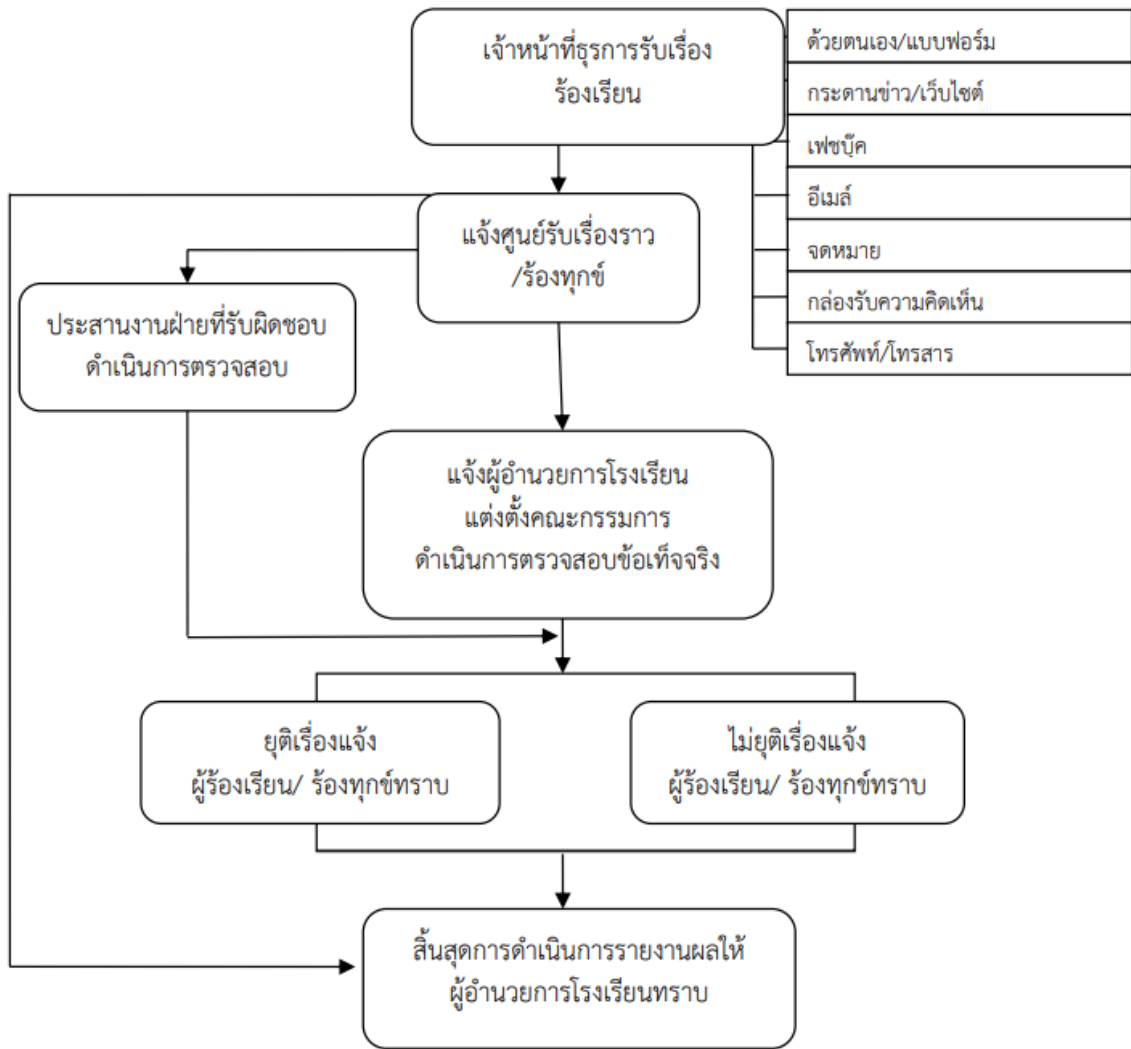 เจ้าหน้าที่ธุรการรับเรื่อง
ร้องเรียน
ด้วยตนเอง/แบบฟอร์ม
กระดานข่าว/เว็บไซต์
เฟชบุ๊ค
อีเมล์
จดหมาย
กล่องรับความคิดเห็น
โทรศัพท์/โทรสาร
แจ้งศูนย์รับเรื่องราว
/ร้องทุกข์
ประสานงานฝ่ายที่รับผิดชอบ
ดำเนินการตรวจสอบ
แจ้งผู้อำนวยการโรงเรียน
แต่งตั้งคณะกรรมการ
ดำเนินการตรวจสอบข้อเท็จจริง
ยุติเรื่องแจ้ง
ผู้ร้องเรียน/ ร้องทุกข์ทราบ
ไม่ยุติเรื่องแจ้ง
ผู้ร้องเรียน/ ร้องทุกข์ทราบ
สิ้นสุดการดำเนินการรายงานผลให้
ผู้อำนวยการโรงเรียนทราบ